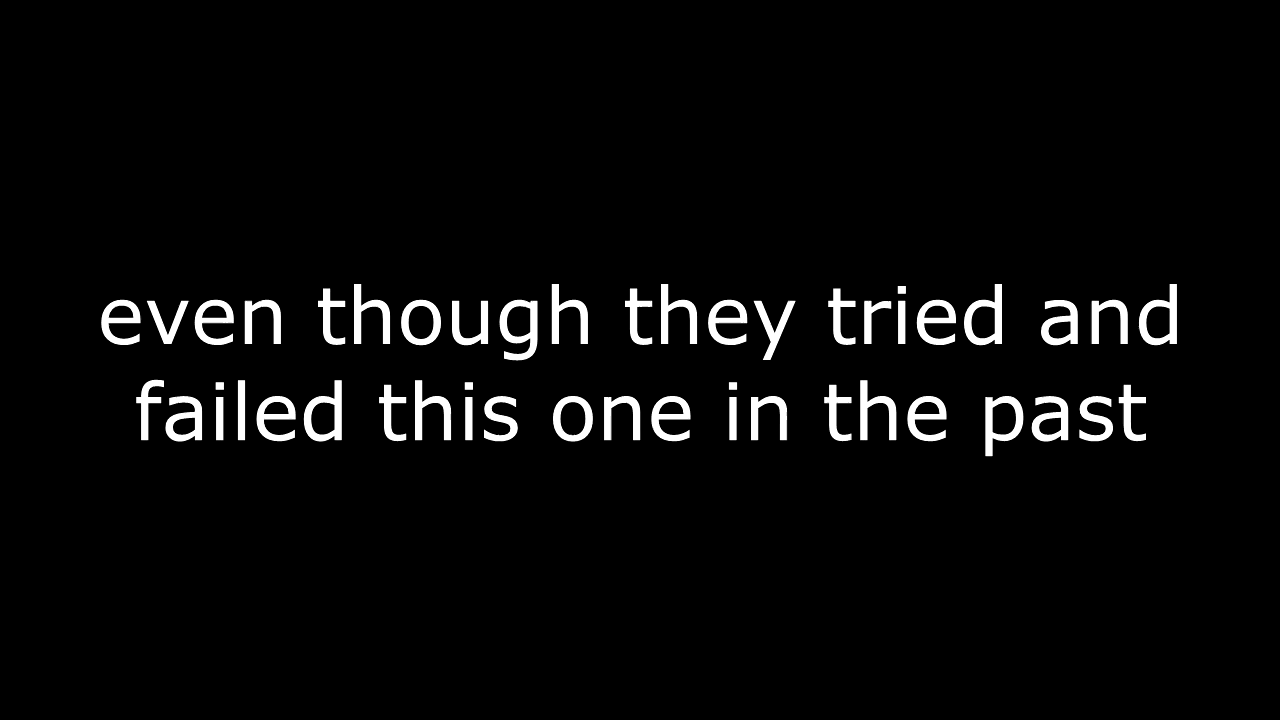 even though they tried and
failed this one in the past